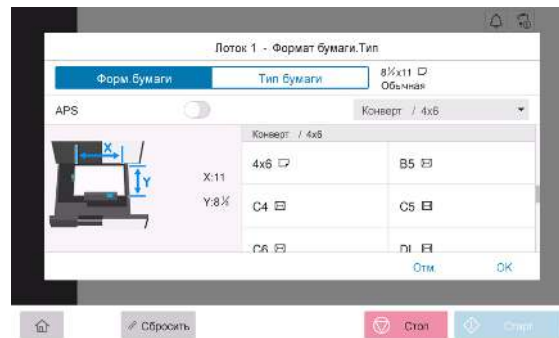 Лоток 1 - Формат бумаги.Тип
Форм.бумаги
Тип бумаги
8½x11
Обычная
APS
Конверт / 4x6
Конверт / 4x6
X
Y
X:11
Y:8½
4x6
B5
C4
C5
C6
DL
Отм.
OK
Сбросить
Стоп
Старт